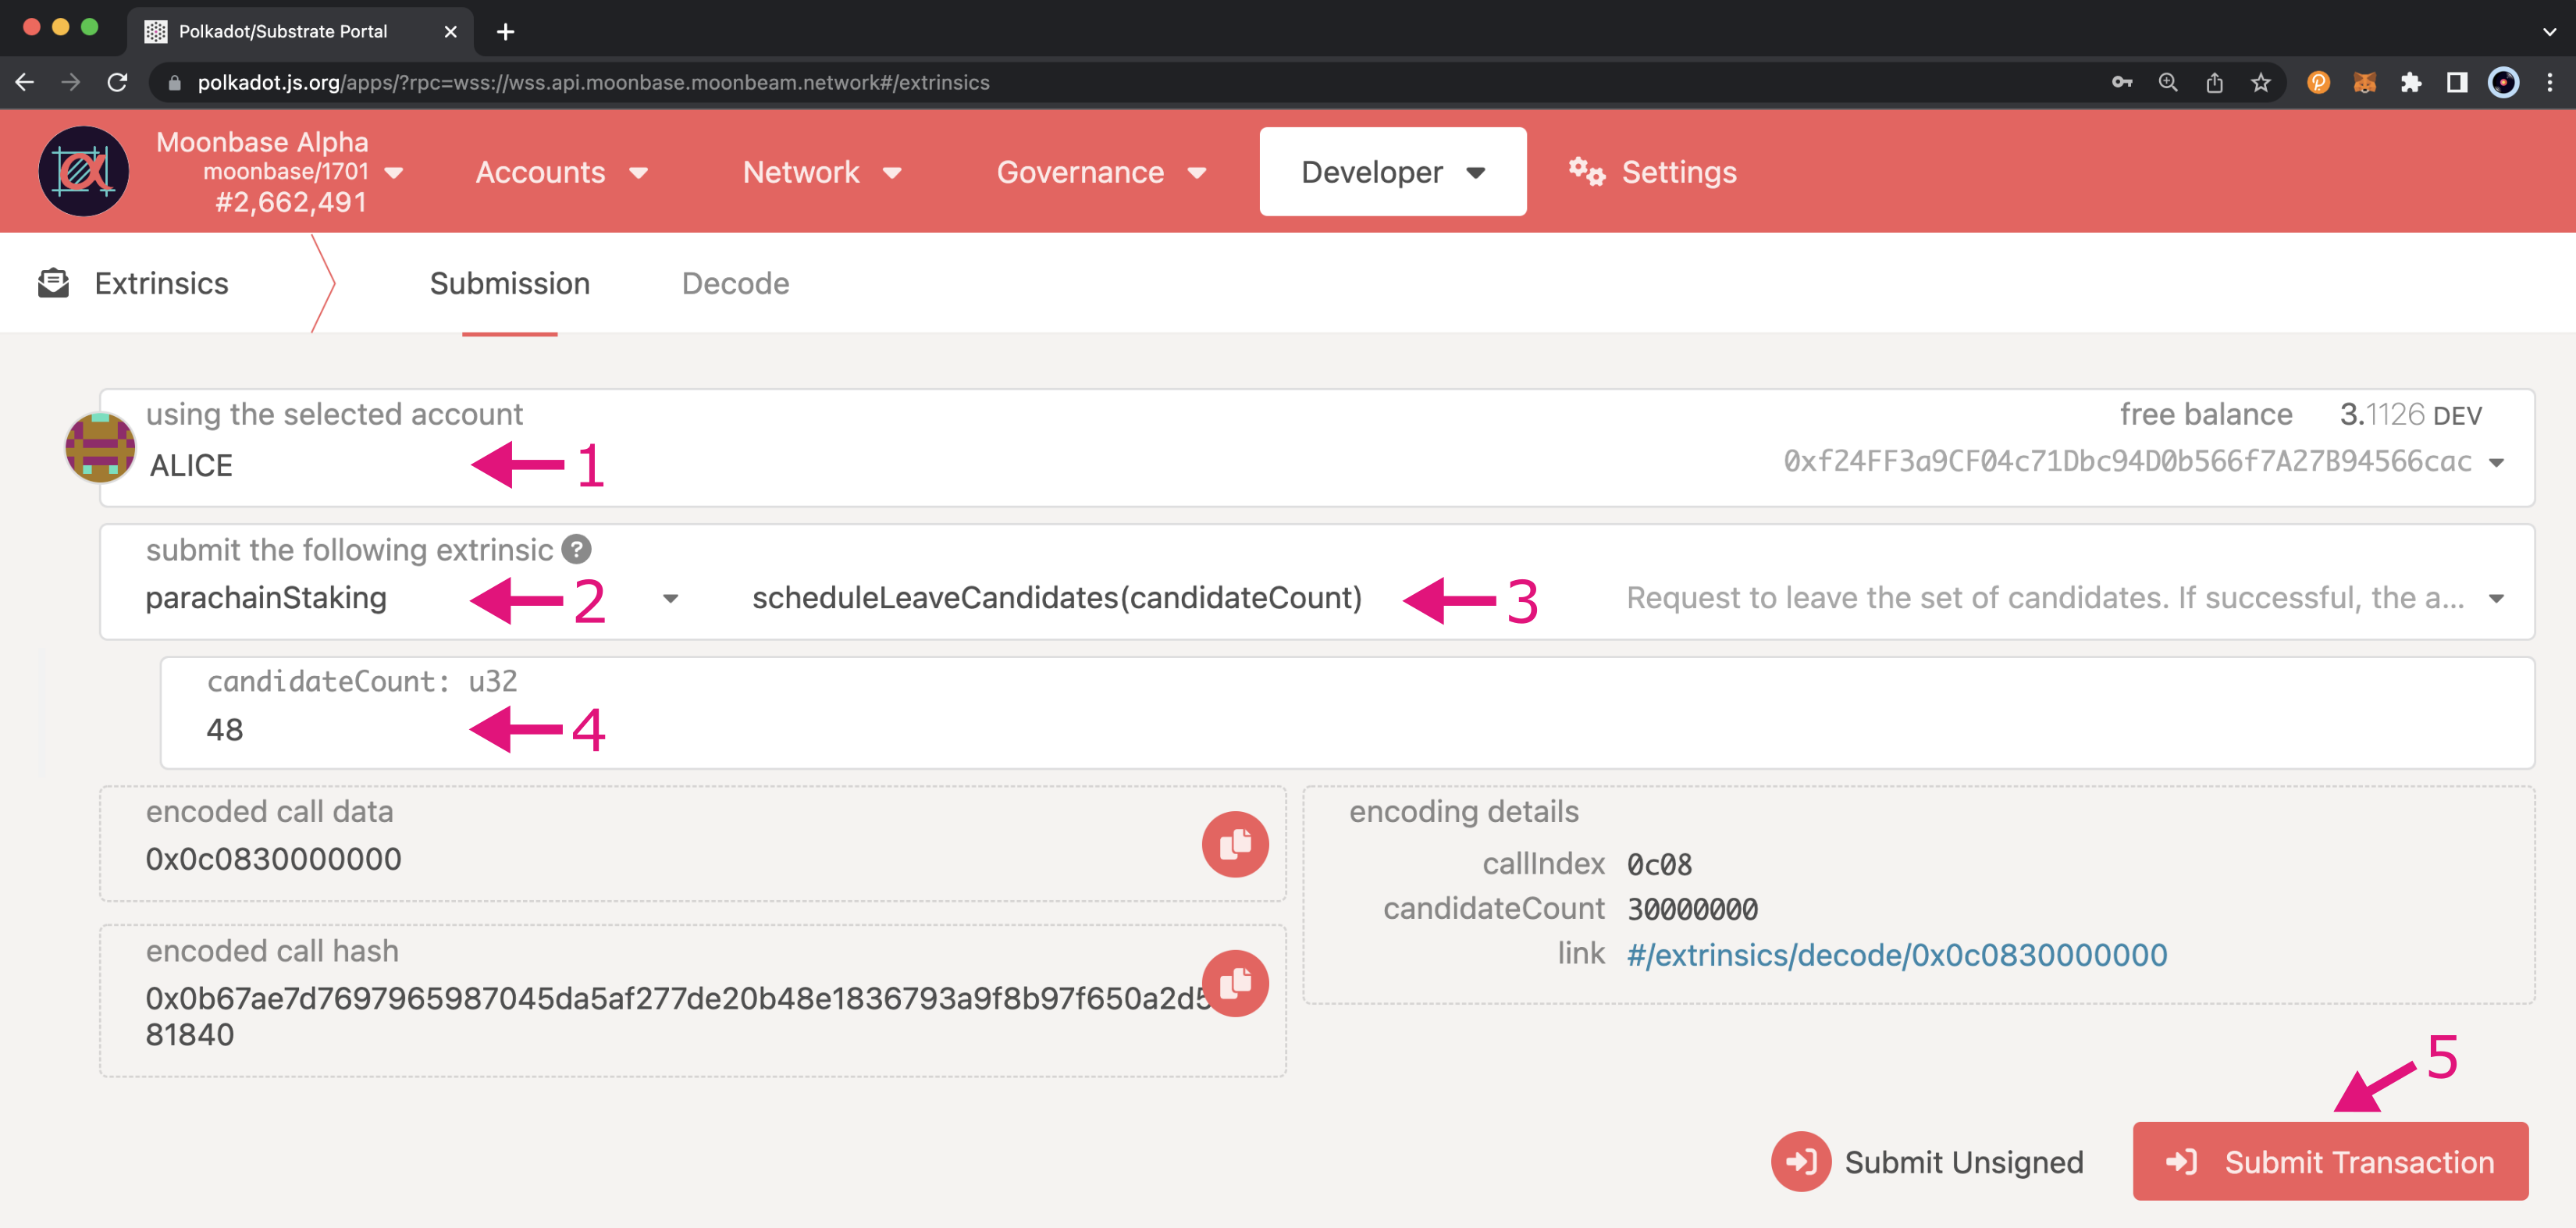 Polkadot/Substrate Portal
polkadot.js.org/apps/?rpc=wss://wss.api.moonbase.moonbeam.network#/extrinsics
Moonbase Alpha
moonbase/1701
#2,662,491
Accounts
Network
Governance
Developer
Settings
Extrinsics
Submission
Decode
using the selected account
free balance 3.1126 DEV
ALICE
1
0xf24FF3a9CF04c71Dbc94D0b566f7A27B94566cac
submit the following extrinsic ?
parachainStaking
2
scheduleLeaveCandidates(candidateCount)
3
Request to leave the set of candidates. If successful, the a...
candidateCount: u32
48
4
encoded call data
0x0c0830000000
encoding details
callIndex 0c08
candidateCount 30000000
link #/extrinsics/decode/0x0c0830000000
encoded call hash
0x0b67ae7d7697965987045da5af277de20b48e1836793a9f8b97f650a2d5
81840
5
Submit Unsigned
Submit Transaction